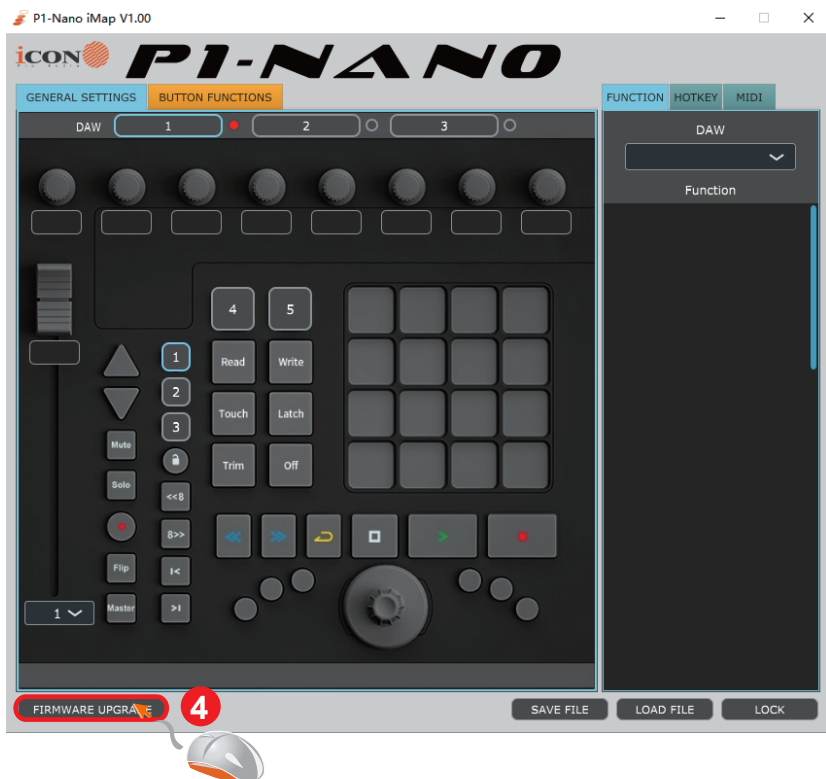 P1-Nano iMap V1.00
icon
Pro Audio
P1-NANO
GENERAL SETTINGS BUTTON FUNCTIONS
FUNCTION HOTKEY MIDI
DAW 1 2 3
DAW
Function
4 5
1
Read Write
2
Touch Latch
3
Mute
Trim Off
Solo
<<8
8>>
Flip
I<
1
Master
>I
FIRMWARE UPGRADE
4
SAVE FILE LOAD FILE LOCK